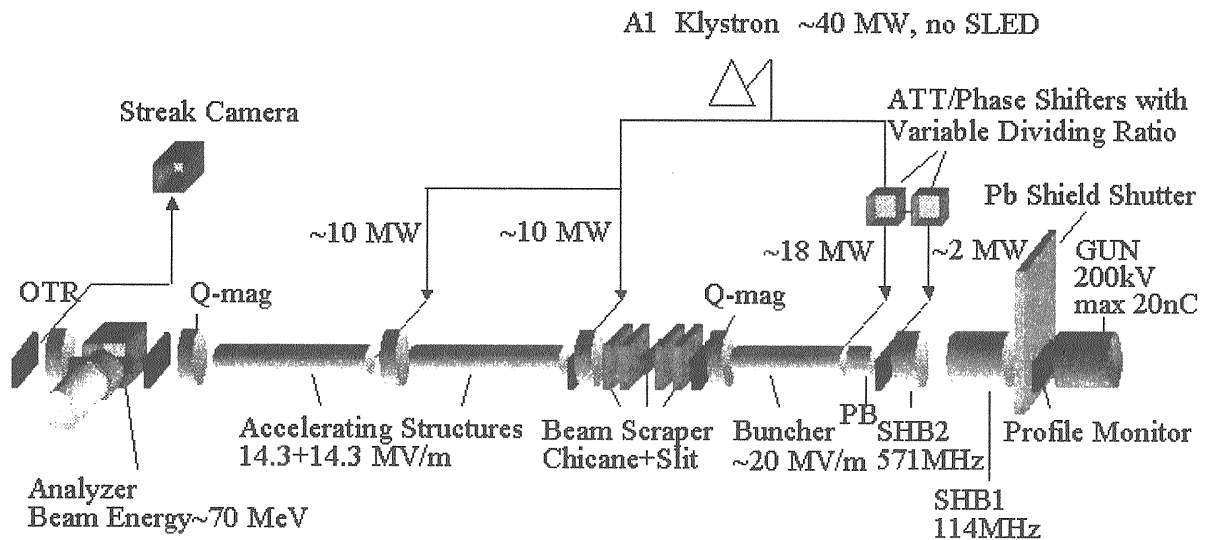 A1 Klystron ~40 MW, no SLED
Streak Camera
ATT/Phase Shifters with
Variable Dividing Ratio
Pb Shield Shutter
~10 MW
~10 MW
~18 MW
~2 MW
GUN
200kV
max 20nC
OTR
Q-mag
Q-mag
Accelerating Structures
14.3+14.3 MV/m
Beam Scraper
Chicane+Slit
Buncher
~20 MV/m
PB
SHB2
571MHz
Profile Monitor
Analyzer
Beam Energy~70 MeV
SHB1
114MHz